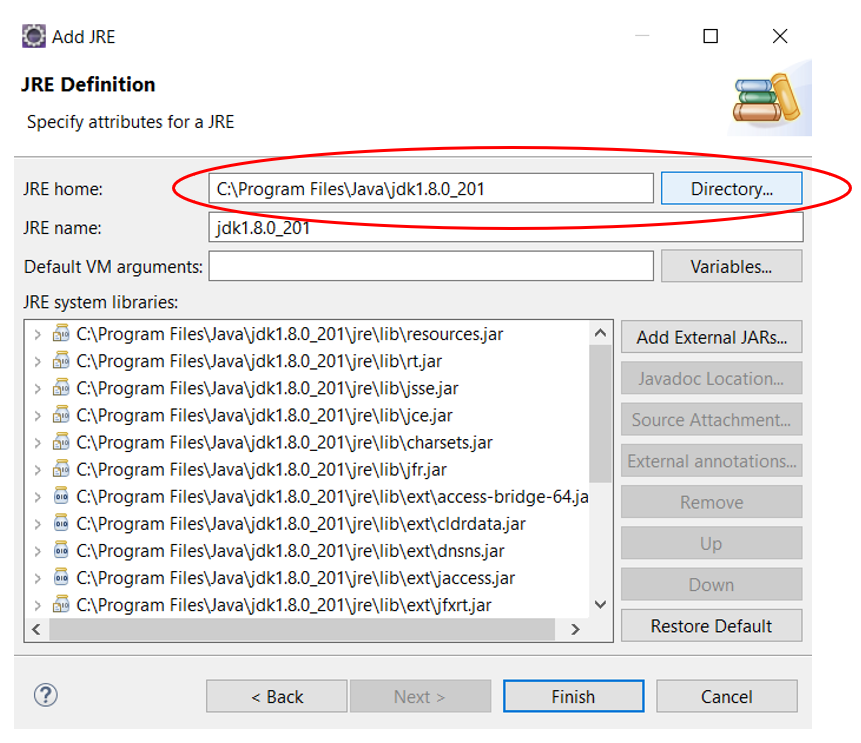 Add JRE
JRE Definition
Specify attributes for a JRE
JRE home: C:\Program Files\Java\jdk1.8.0_201 Directory...
JRE name: jdk1.8.0_201
Default VM arguments: Variables...
JRE system libraries:
C:\Program Files\Java\jdk1.8.0_201\jre\lib\resources.jar
C:\Program Files\Java\jdk1.8.0_201\jre\lib\rt.jar
C:\Program Files\Java\jdk1.8.0_201\jre\lib\jsse.jar
C:\Program Files\Java\jdk1.8.0_201\jre\lib\jce.jar
C:\Program Files\Java\jdk1.8.0_201\jre\lib\charsets.jar
C:\Program Files\Java\jdk1.8.0_201\jre\lib\jfr.jar
C:\Program Files\Java\jdk1.8.0_201\jre\lib\ext\access-bridge-64.ja
C:\Program Files\Java\jdk1.8.0_201\jre\lib\ext\cldrdata.jar
C:\Program Files\Java\jdk1.8.0_201\jre\lib\ext\dnsns.jar
C:\Program Files\Java\jdk1.8.0_201\jre\lib\ext\jaccess.jar
C:\Program Files\Java\jdk1.8.0_201\jre\lib\ext\jfxrt.jar
Add External JARs...
Javadoc Location...
Source Attachment...
External annotations...
Remove
Up
Down
Restore Default
? < Back Next > Finish Cancel